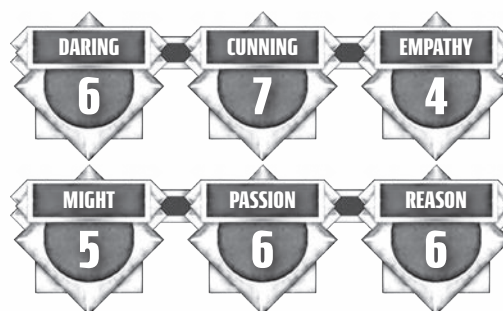 DARING CUNNING EMPATHY
6 7 4
MIGHT PASSION REASON
5 6 6